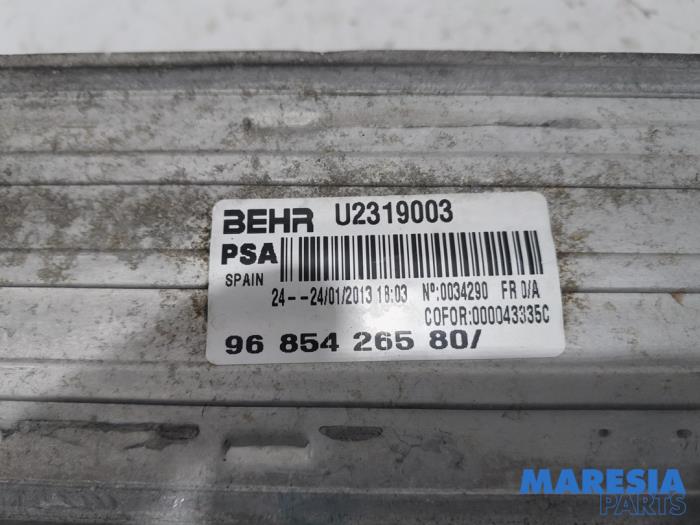 BEHR U2319003
PSA
SPAIN
24--24/01/2013 18:03 Nº:0034290 FR O/A
COFOR:000043335C
96 854 265 80/
MARESIA
PARTS